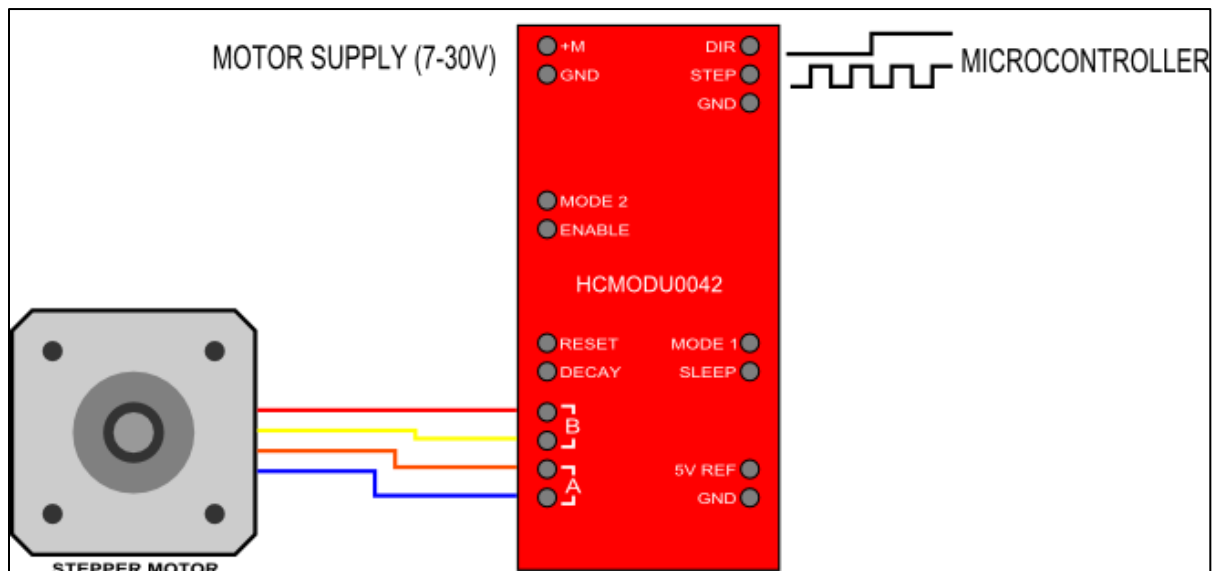 MOTOR SUPPLY (7-30V)
+M
GND
DIR
STEP
GND
MICROCONTROLLER
MODE 2
ENABLE
HCMODU0042
RESET
DECAY
MODE 1
SLEEP
B
A
5V REF
GND
STEPPER MOTOR